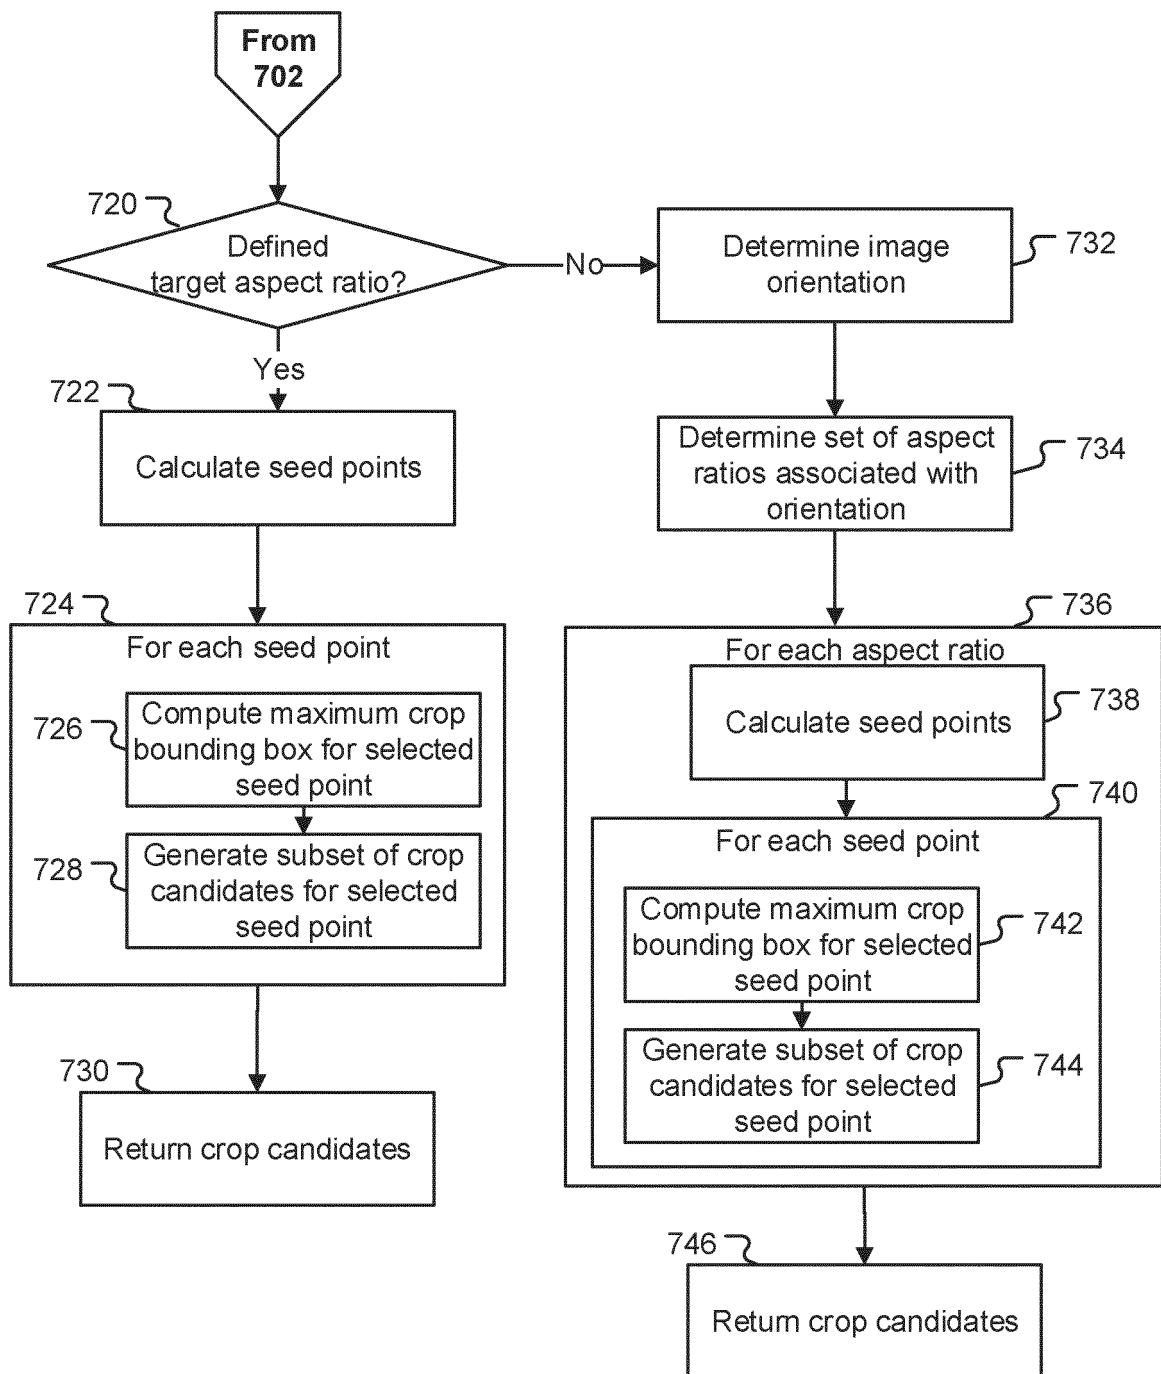 From
702
720
Defined
target aspect ratio?
No
Yes
722
Calculate seed points
724
For each seed point
726
Compute maximum crop
bounding box for selected
seed point
728
Generate subset of crop
candidates for selected
seed point
730
Return crop candidates
Determine image
orientation
732
Determine set of aspect
ratios associated with
orientation
734
736
For each aspect ratio
Calculate seed points
738
740
For each seed point
Compute maximum crop
bounding box for selected
seed point
742
Generate subset of crop
candidates for selected
seed point
744
746
Return crop candidates